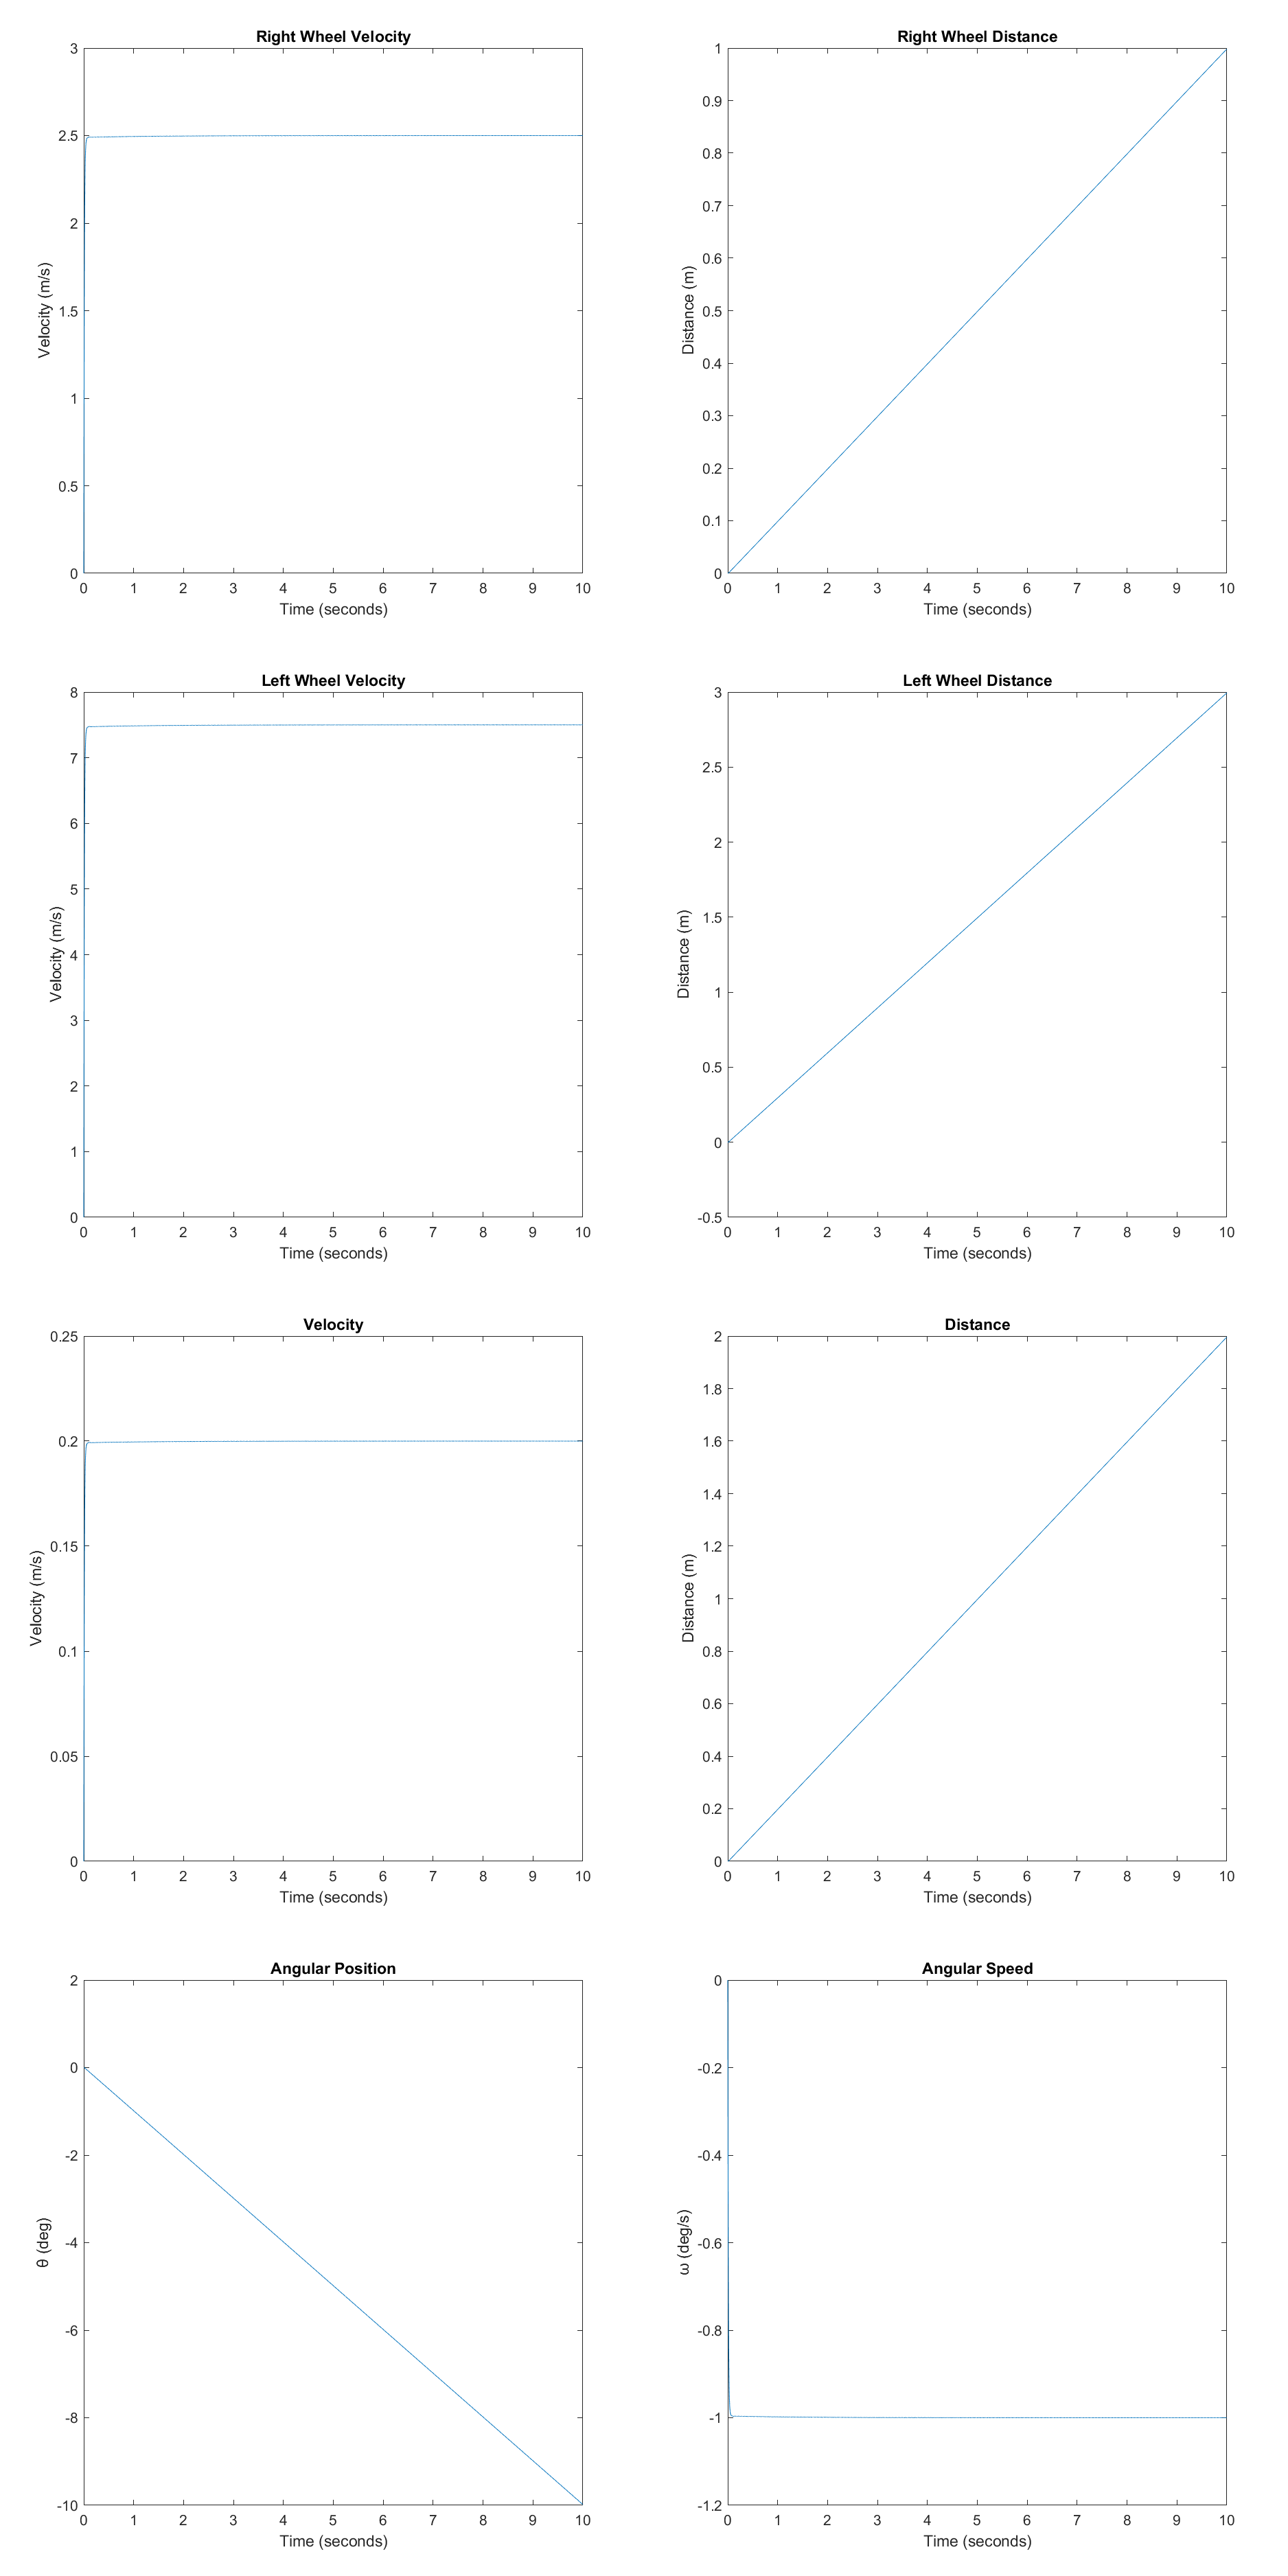 Right Wheel Velocity
Right Wheel Distance
3
2.5
2
1.5
1
0.5
0
Velocity (m/s)
0 1 2 3 4 5 6 7 8 9 10
Time (seconds)
1
0.9
0.8
0.7
0.6
0.5
0.4
0.3
0.2
0.1
0
Distance (m)
0 1 2 3 4 5 6 7 8 9 10
Time (seconds)
Left Wheel Velocity
Left Wheel Distance
8
7
6
5
4
3
2
1
0
Velocity (m/s)
0 1 2 3 4 5 6 7 8 9 10
Time (seconds)
3
2.5
2
1.5
1
0.5
0
-0.5
Distance (m)
0 1 2 3 4 5 6 7 8 9 10
Time (seconds)
Velocity
Distance
0.25
0.2
0.15
0.1
0.05
0
Velocity (m/s)
0 1 2 3 4 5 6 7 8 9 10
Time (seconds)
2
1.8
1.6
1.4
1.2
1
0.8
0.6
0.4
0.2
0
Distance (m)
0 1 2 3 4 5 6 7 8 9 10
Time (seconds)
Angular Position
Angular Speed
2
0
-2
-4
-6
-8
-10
θ (deg)
0 1 2 3 4 5 6 7 8 9 10
Time (seconds)
0
-0.2
-0.4
-0.6
-0.8
-1
-1.2
ω (deg/s)
0 1 2 3 4 5 6 7 8 9 10
Time (seconds)